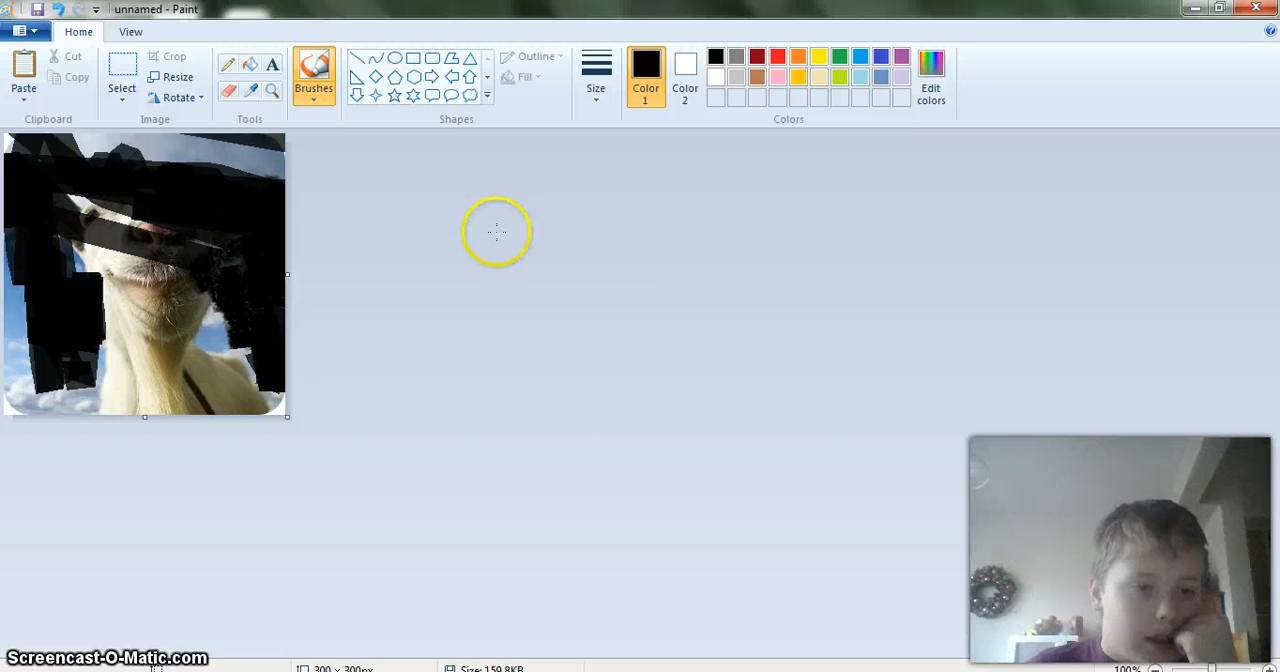 unnamed - Paint
Home View
Paste
Cut
Copy
Clipboard
Select
Crop
Resize
Rotate
Image
A
Tools
Brushes
Outline
Fill
Shapes
Size
Color 1
Color 2
Edit colors
Colors
Screencast-O-Matic.com
300 × 300px
Size: 159.8KB
100%